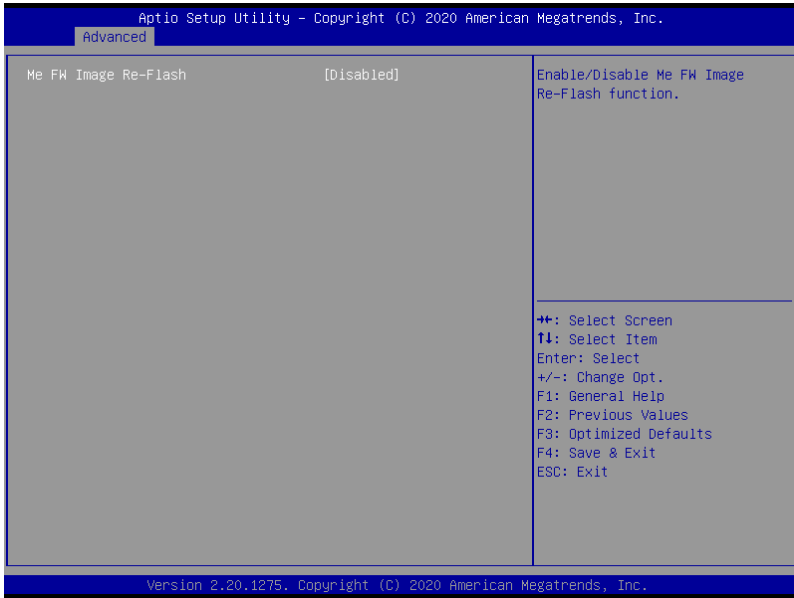 Aptio Setup Utility – Copyright (C) 2020 American Megatrends, Inc.
Advanced
Me FW Image Re-Flash [Disabled]
Enable/Disable Me FW Image
Re-Flash function.
→←: Select Screen
↑↓: Select Item
Enter: Select
+/-: Change Opt.
F1: General Help
F2: Previous Values
F3: Optimized Defaults
F4: Save & Exit
ESC: Exit
Version 2.20.1275. Copyright (C) 2020 American Megatrends, Inc.